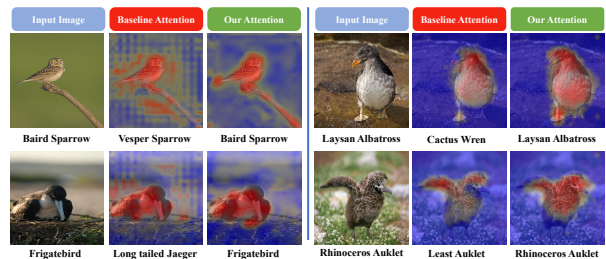 Input Image Baseline Attention Our Attention Input Image Baseline Attention Our Attention
Baird Sparrow Vesper Sparrow Baird Sparrow Laysan Albatross Cactus Wren Laysan Albatross
Frigatebird Long tailed Jaeger Frigatebird Rhinoceros Auklet Least Auklet Rhinoceros Auklet